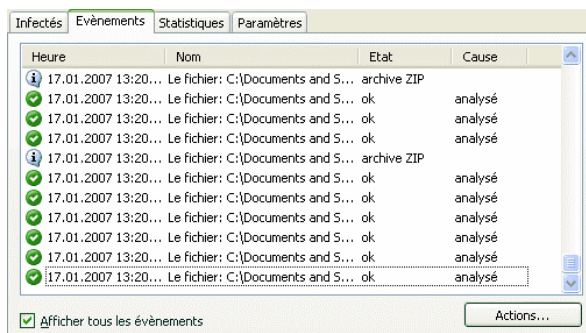 Infectés Evènements Statistiques Paramètres
Heure Nom Etat Cause
17.01.2007 13:20... Le fichier: C:\Documents and S... archive ZIP
17.01.2007 13:20... Le fichier: C:\Documents and S... ok analysé
17.01.2007 13:20... Le fichier: C:\Documents and S... ok analysé
17.01.2007 13:20... Le fichier: C:\Documents and S... ok analysé
17.01.2007 13:20... Le fichier: C:\Documents and S... archive ZIP
17.01.2007 13:20... Le fichier: C:\Documents and S... ok analysé
17.01.2007 13:20... Le fichier: C:\Documents and S... ok analysé
17.01.2007 13:20... Le fichier: C:\Documents and S... ok analysé
17.01.2007 13:20... Le fichier: C:\Documents and S... ok analysé
17.01.2007 13:20... Le fichier: C:\Documents and S... ok analysé
17.01.2007 13:20... Le fichier: C:\Documents and S... ok analysé
Afficher tous les évènements Actions...